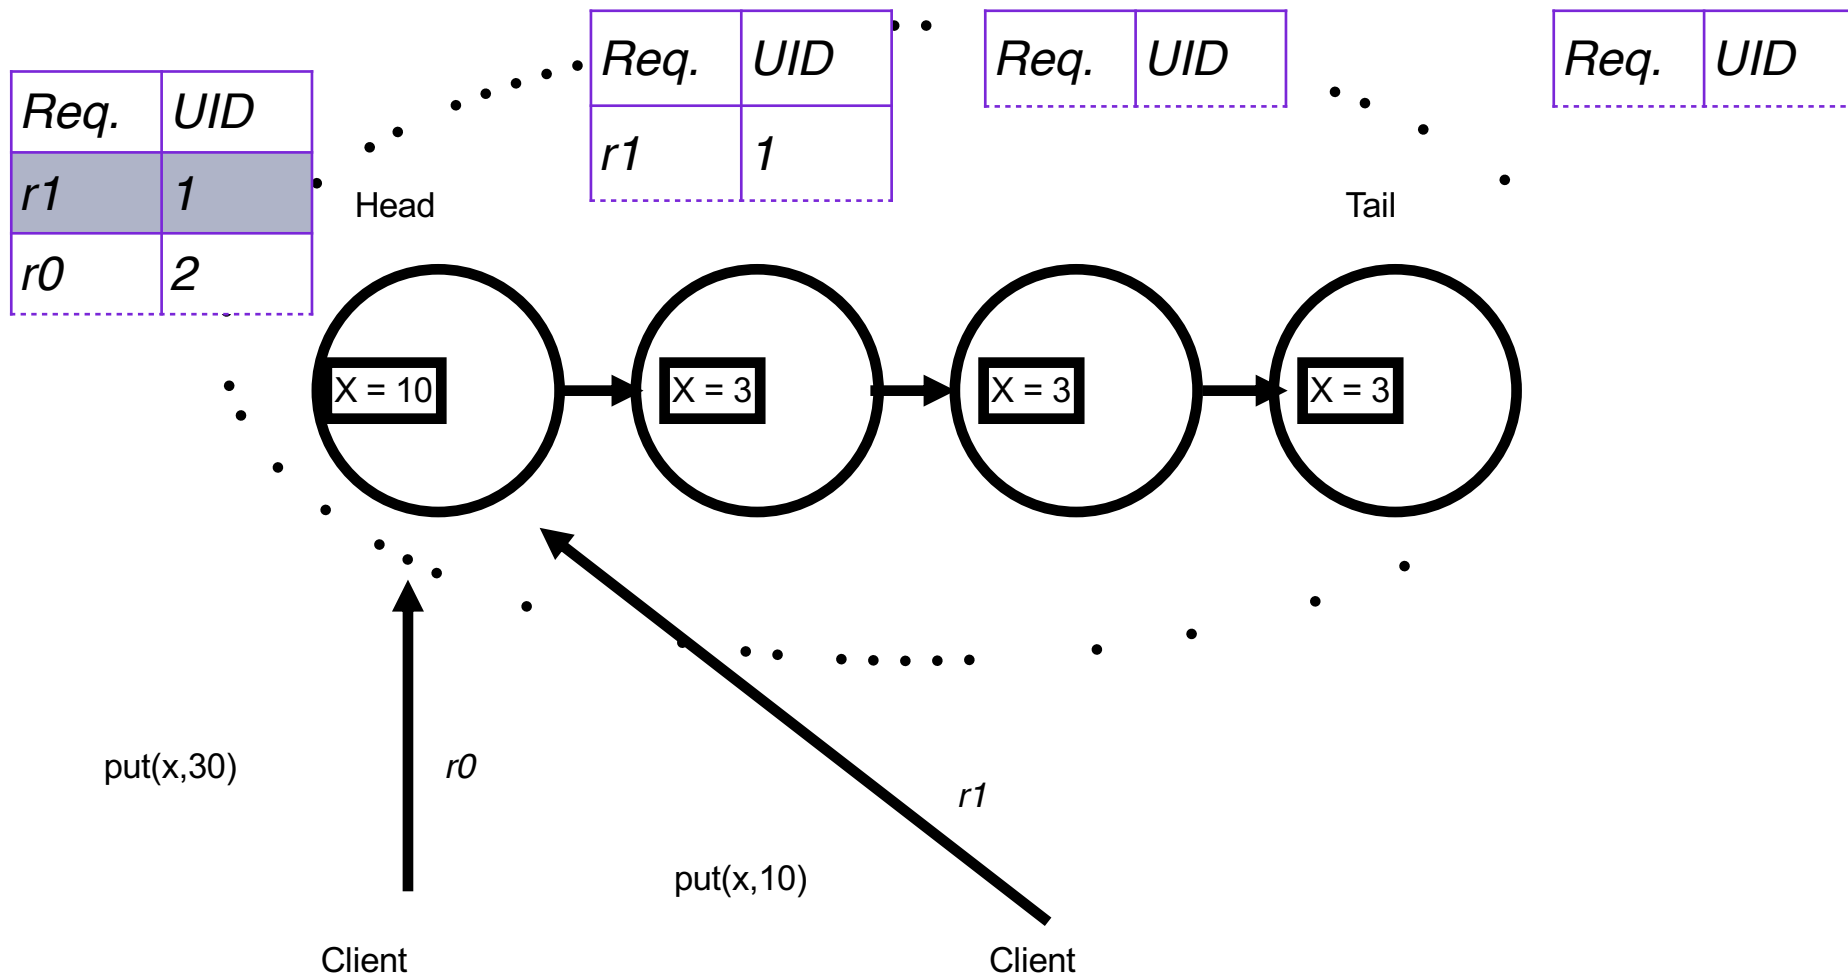 Req. UID
r1 1
r0 2
Req. UID
r1 1
Req. UID
Req. UID
Head
Tail
X = 10
X = 3
X = 3
X = 3
put(x,30)
r0
r1
put(x,10)
Client
Client